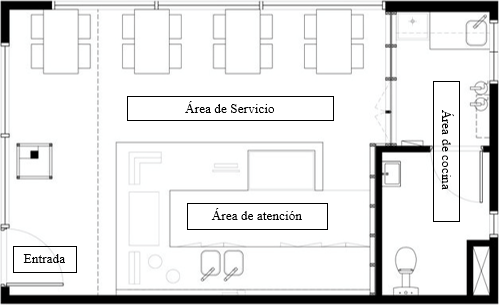 Área de Servicio
Área de cocina
Área de atención
Entrada